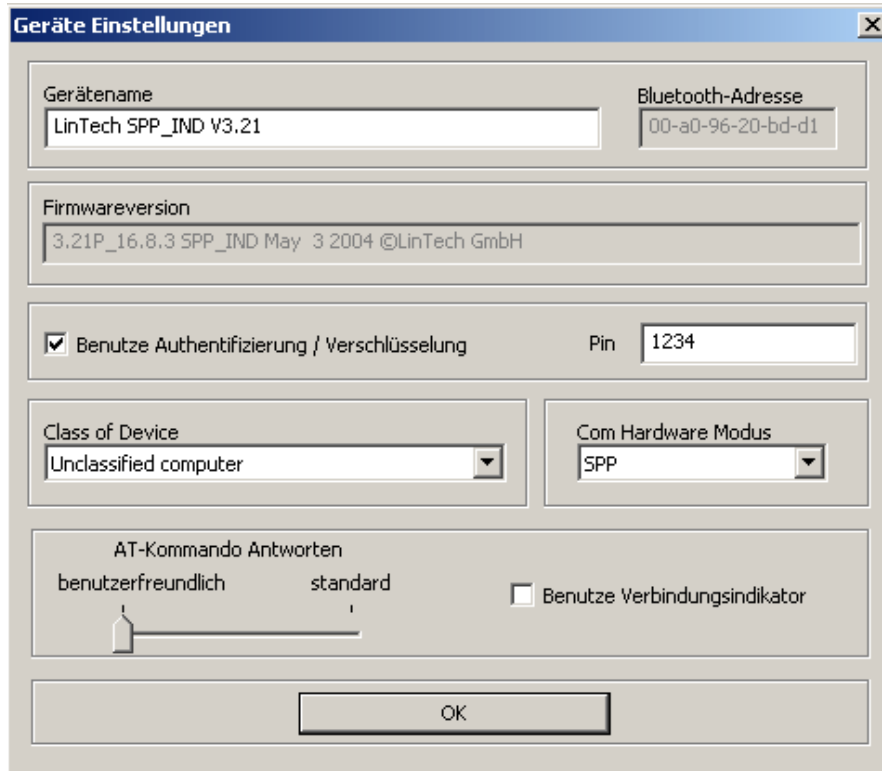 Geräte Einstellungen
Gerätename
Bluetooth-Adresse
LinTech SPP_IND V3.21
00-a0-96-20-bd-d1
Firmwareversion
3.21P_16.8.3 SPP_IND May  3 2004 ©LinTech GmbH
Benutze Authentifizierung / Verschlüsselung
Pin
1234
Class of Device
Com Hardware Modus
Unclassified computer
SPP
AT-Kommando Antworten
benutzerfreundlich
standard
Benutze Verbindungsindikator
OK